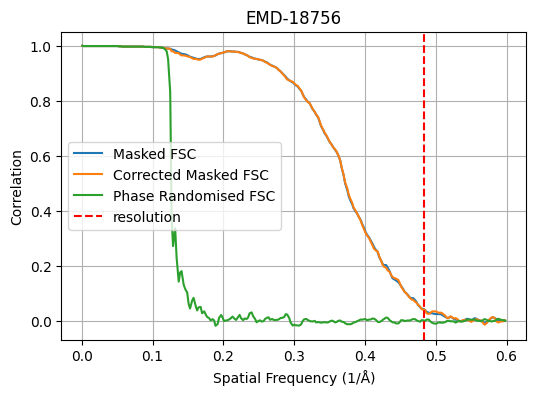 EMD-18756
1.0
0.8
0.6
0.4
0.2
0.0
Correlation
Masked FSC
Corrected Masked FSC
Phase Randomised FSC
resolution
0.0 0.1 0.2 0.3 0.4 0.5 0.6
Spatial Frequency (1/Å)